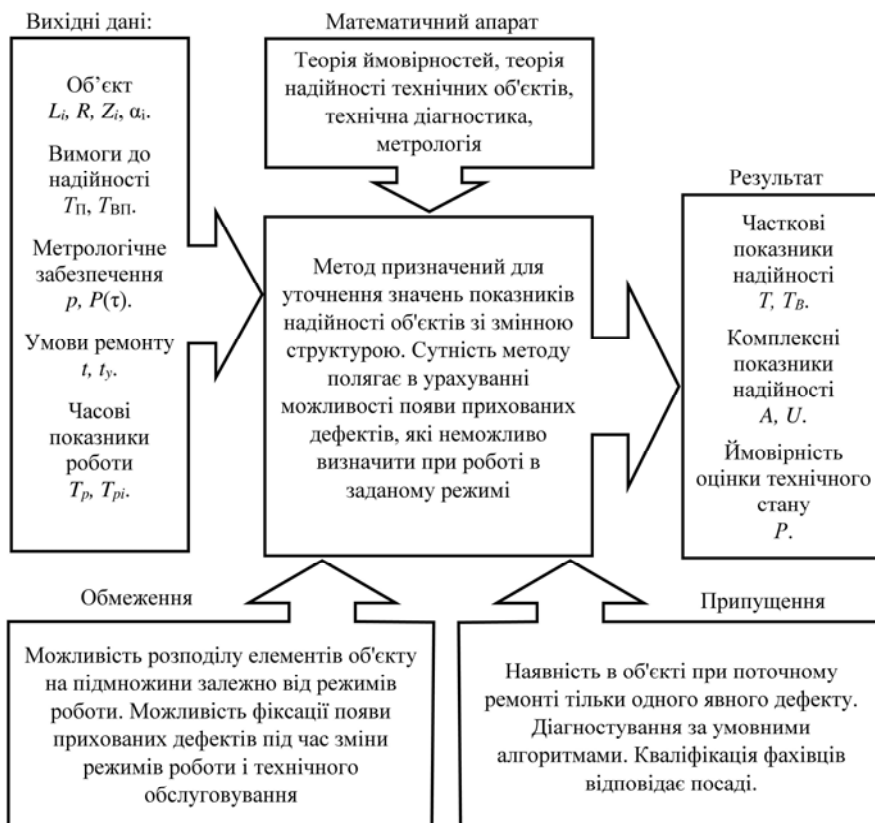 Вихідні дані:
Об’єкт
Lᵢ, R, Zᵢ, αᵢ.
Вимоги до
надійності
TП, TВП.
Метрологічне
забезпечення
p, P(τ).
Умови ремонту
t, tу.
Часові
показники
роботи
Tр, Tрі.
Математичний апарат
Теорія ймовірностей, теорія
надійності технічних об'єктів,
технічна діагностика,
метрологія
Метод призначений для
уточнення значень показників
надійності об'єктів зі змінною
структурою. Сутність методу
полягає в урахуванні
можливості появи прихованих
дефектів, які неможливо
визначити при роботі в
заданому режимі
Результат
Часткові
показники
надійності
T, TВ.
Комплексні
показники
надійності
A, U.
Ймовірність
оцінки технічного
стану
P.
Обмеження
Можливість розподілу елементів об'єкту
на підмножини залежно від режимів
роботи. Можливість фіксації появи
прихованих дефектів під час зміни
режимів роботи і технічного
обслуговування
Припущення
Наявність в об'єкті при поточному
ремонті тільки одного явного дефекту.
Діагностування за умовними
алгоритмами. Кваліфікація фахівців
відповідає посаді.